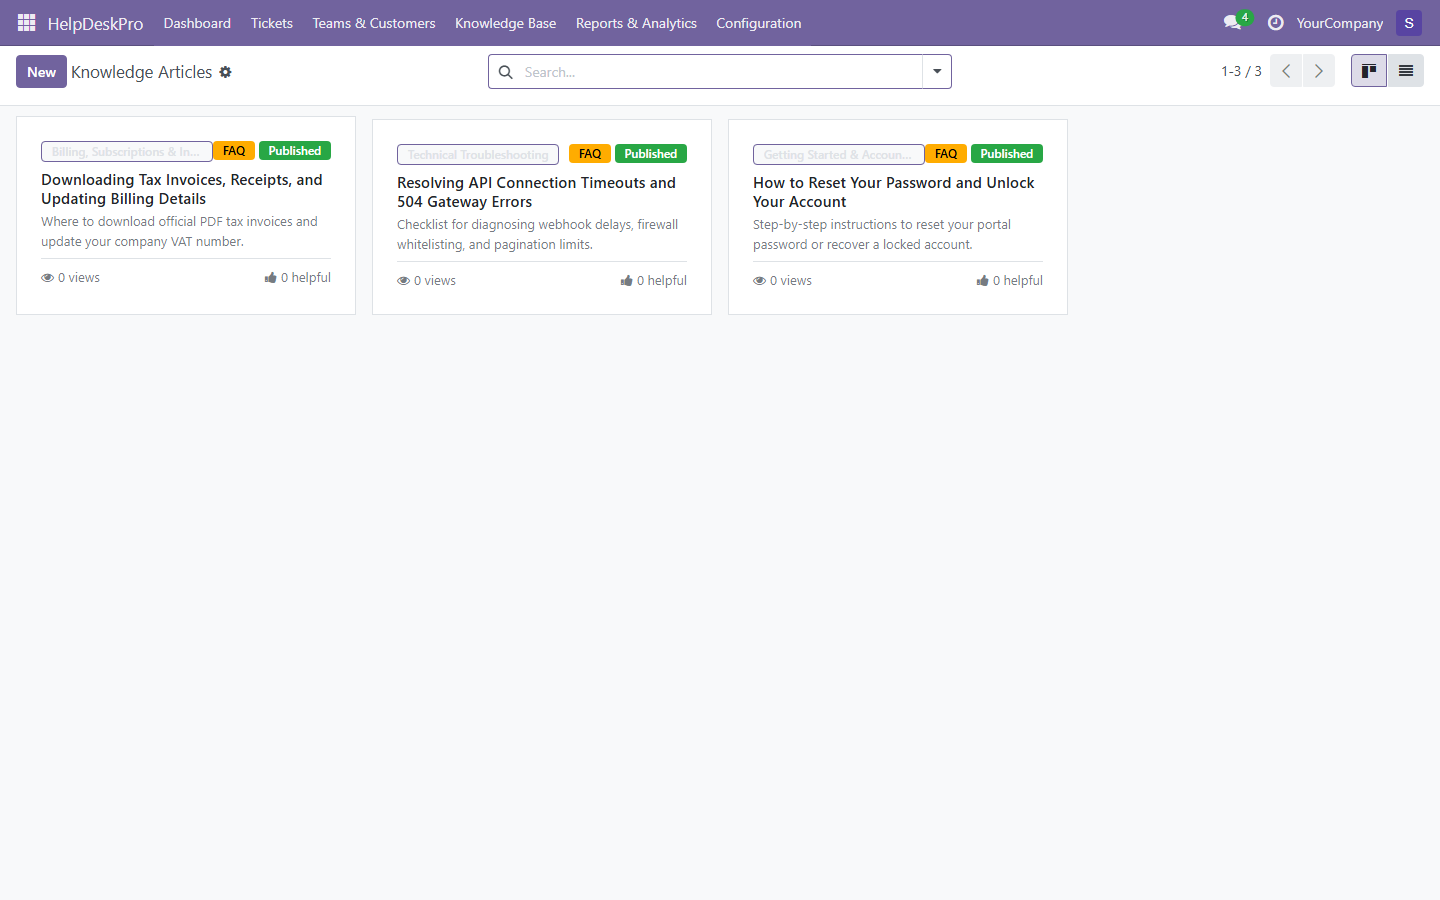 HelpDeskPro Dashboard Tickets Teams & Customers Knowledge Base Reports & Analytics Configuration 4 YourCompany S
New Knowledge Articles Search... 1-3 / 3
Billing, Subscriptions & In... FAQ Published
Downloading Tax Invoices, Receipts, and
Updating Billing Details
Where to download official PDF tax invoices and
update your company VAT number.
0 views 0 helpful
Technical Troubleshooting FAQ Published
Resolving API Connection Timeouts and
504 Gateway Errors
Checklist for diagnosing webhook delays, firewall
whitelisting, and pagination limits.
0 views 0 helpful
Getting Started & Accoun... FAQ Published
How to Reset Your Password and Unlock
Your Account
Step-by-step instructions to reset your portal
password or recover a locked account.
0 views 0 helpful